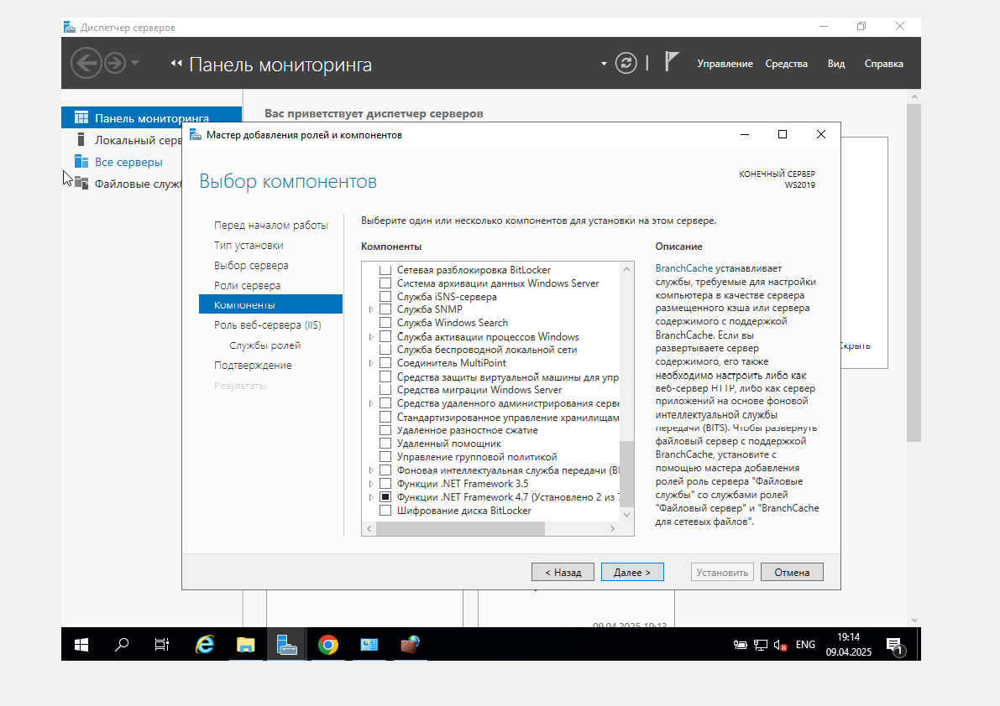 Диспетчер серверов
Панель мониторинга
Управление Средства Вид Справка
Панель мониторинга
Локальный серв
Все серверы
Файловые служб
Вас приветствует диспетчер серверов
Мастер добавления ролей и компонентов
Выбор компонентов
КОНЕЧНЫЙ СЕРВЕР
WS2019
Перед началом работы
Тип установки
Выбор сервера
Роли сервера
Компоненты
Роль веб-сервера (IIS)
Службы ролей
Подтверждение
Результаты
Выберите один или несколько компонентов для установки на этом сервере.
Компоненты
Сетевая разблокировка BitLocker
Система архивации данных Windows Server
Служба iSNS-сервера
Служба SNMP
Служба Windows Search
Служба активации процессов Windows
Служба беспроводной локальной сети
Соединитель MultiPoint
Средства защиты виртуальной машины для упр
Средства миграции Windows Server
Средства удаленного администрирования серве
Стандартизированное управление хранилищам
Удаленное разностное сжатие
Удаленный помощник
Управление групповой политикой
Фоновая интеллектуальная служба передачи (BI
Функции .NET Framework 3.5
Функции .NET Framework 4.7 (Установлено 2 из 7
Шифрование диска BitLocker
Описание
BranchCache устанавливает
службы, требуемые для настройки
компьютера в качестве сервера
размещенного кэша или сервера
содержимого с поддержкой
BranchCache. Если вы
развертываете сервер
содержимого, его также
необходимо настроить либо как
веб-сервер HTTP, либо как сервер
приложений на основе фоновой
интеллектуальной службы
передачи (BITS). Чтобы развернуть
файловый сервер с поддержкой
BranchCache, установите с
помощью мастера добавления
ролей роль сервера "Файловые
службы" со службами ролей
"Файловый сервер" и "BranchCache
для сетевых файлов".
Скрыть
< Назад Далее > Установить Отмена
09.04.2025 19:13
ENG
19:14
09.04.2025
1